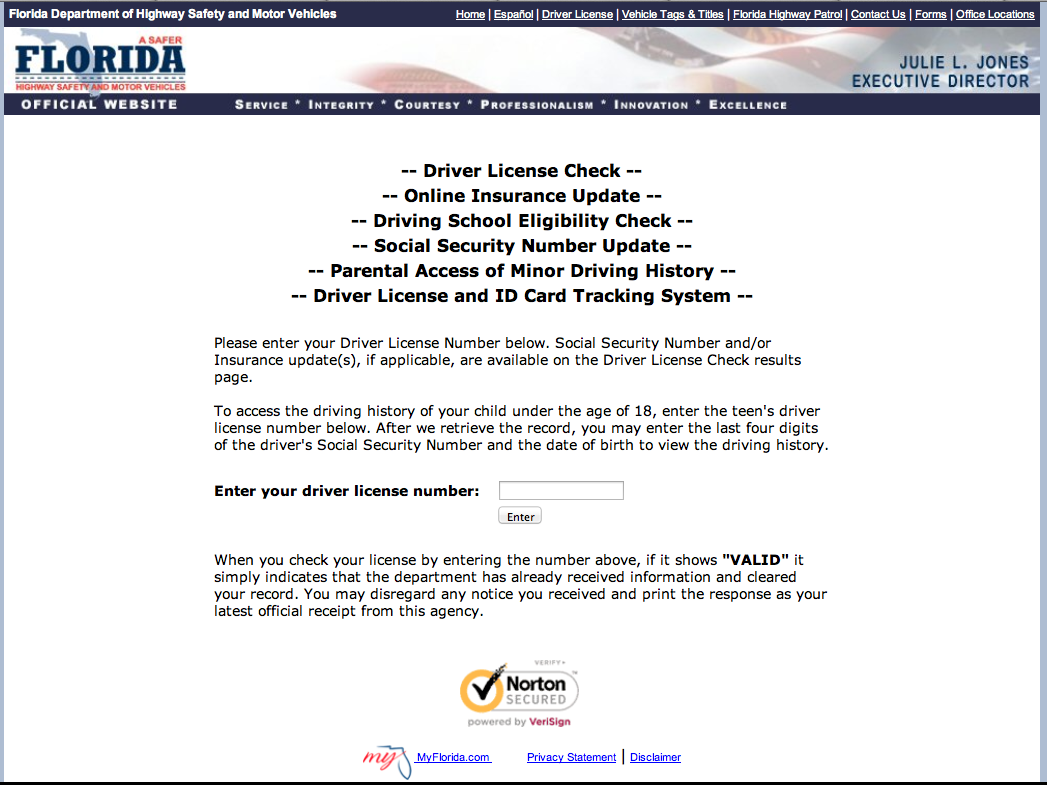 Florida Department of Highway Safety and Motor Vehicles
Home | Español | Driver License | Vehicle Tags & Titles | Florida Highway Patrol | Contact Us | Forms | Office Locations
A SAFER
FLORIDA
HIGHWAY SAFETY AND MOTOR VEHICLES
JULIE L. JONES
EXECUTIVE DIRECTOR
OFFICIAL WEBSITE
SERVICE * INTEGRITY * COURTESY * PROFESSIONALISM * INNOVATION * EXCELLENCE
-- Driver License Check --
-- Online Insurance Update --
-- Driving School Eligibility Check --
-- Social Security Number Update --
-- Parental Access of Minor Driving History --
-- Driver License and ID Card Tracking System --
Please enter your Driver License Number below. Social Security Number and/or
Insurance update(s), if applicable, are available on the Driver License Check results
page.
To access the driving history of your child under the age of 18, enter the teen's driver
license number below. After we retrieve the record, you may enter the last four digits
of the driver's Social Security Number and the date of birth to view the driving history.
Enter your driver license number:
Enter
When you check your license by entering the number above, if it shows "VALID" it
simply indicates that the department has already received information and cleared
your record. You may disregard any notice you received and print the response as your
latest official receipt from this agency.
VERIFY▸
Norton
SECURED
powered by VeriSign
my MyFlorida.com Privacy Statement | Disclaimer